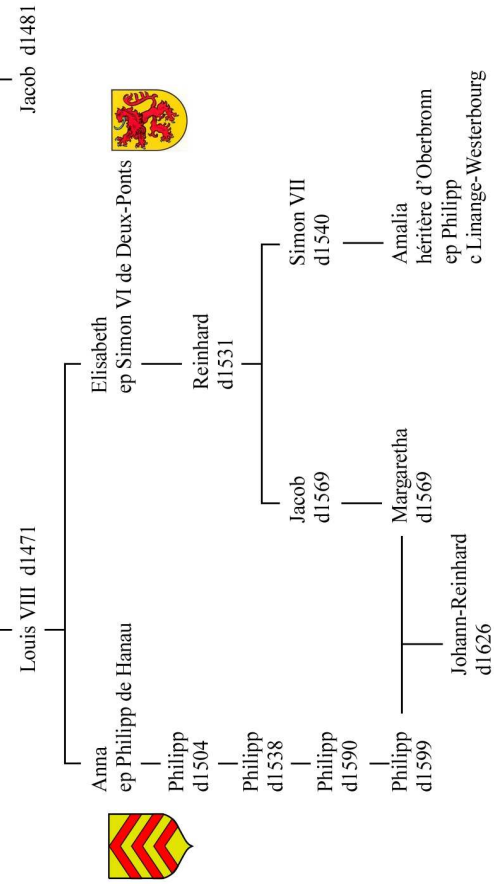 Louis VIII d1471
Jacob d1481
Anna
ep Philipp de Hanau
Elisabeth
ep Simon VI de Deux-Ponts
Philipp
d1504
Reinhard
d1531
Philipp
d1538
Jacob
d1569
Simon VII
d1540
Philipp
d1590
Philipp
d1599
Margaretha
d1569
Amalia
héritère d'Oberbronn
ep Philipp
c Linange-Westerbourg
Johann-Reinhard
d1626